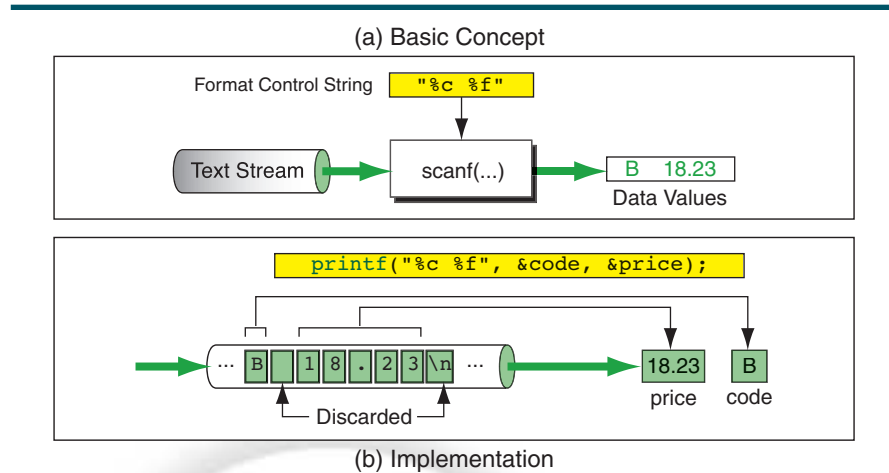 (a) Basic Concept
Format Control String "%c %f"
Text Stream scanf(...) B 18.23
Data Values
printf("%c %f", &code, &price);
... B 1 8 . 2 3 \n ... 18.23 B
price code
Discarded
(b) Implementation